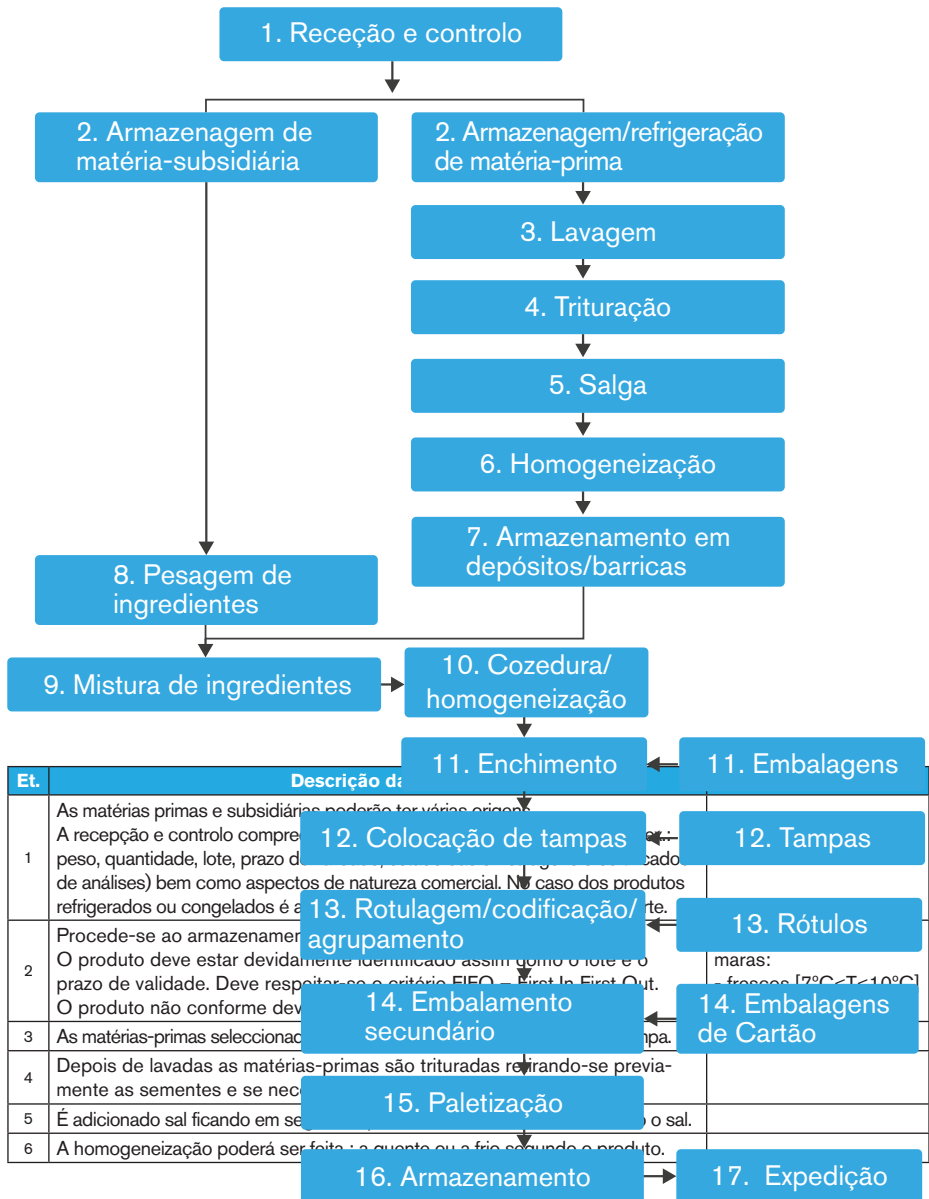 1. Receção e controlo
2. Armazenagem de
matéria-subsidiária
2. Armazenagem/refrigeração
de matéria-prima
3. Lavagem
4. Trituração
5. Salga
6. Homogeneização
7. Armazenamento em
depósitos/barricas
8. Pesagem de
ingredientes
9. Mistura de ingredientes
10. Cozedura/
homogeneização
11. Enchimento
11. Embalagens
12. Colocação de tampas
12. Tampas
13. Rotulagem/codificação/
agrupamento
13. Rótulos
14. Embalamento
secundário
14. Embalagens
de Cartão
15. Paletização
16. Armazenamento
17. Expedição
Et.
Descrição da
1
As matérias primas e subsidiárias poderão ter várias
A recepção e controlo
peso, quantidade, lote, prazo
de análises) bem como aspectos de natureza comercial. No caso dos produtos
refrigerados ou congelados é
2
Procede-se ao
O produto deve estar devidamente identificado assim como o lote e o
prazo de validade. Deve respeitar-se o critério FIFO – First In First Out.
O produto não conforme
maras:
- frescos [7ºC<T<10ºC]
3
As matérias-primas
4
Depois de lavadas as matérias-primas são trituradas retirando-se previa-
mente as sementes e se
5
É adicionado sal ficando em
o sal.
6
A homogeneização poderá ser feita : a quente ou a frio segundo o produto.